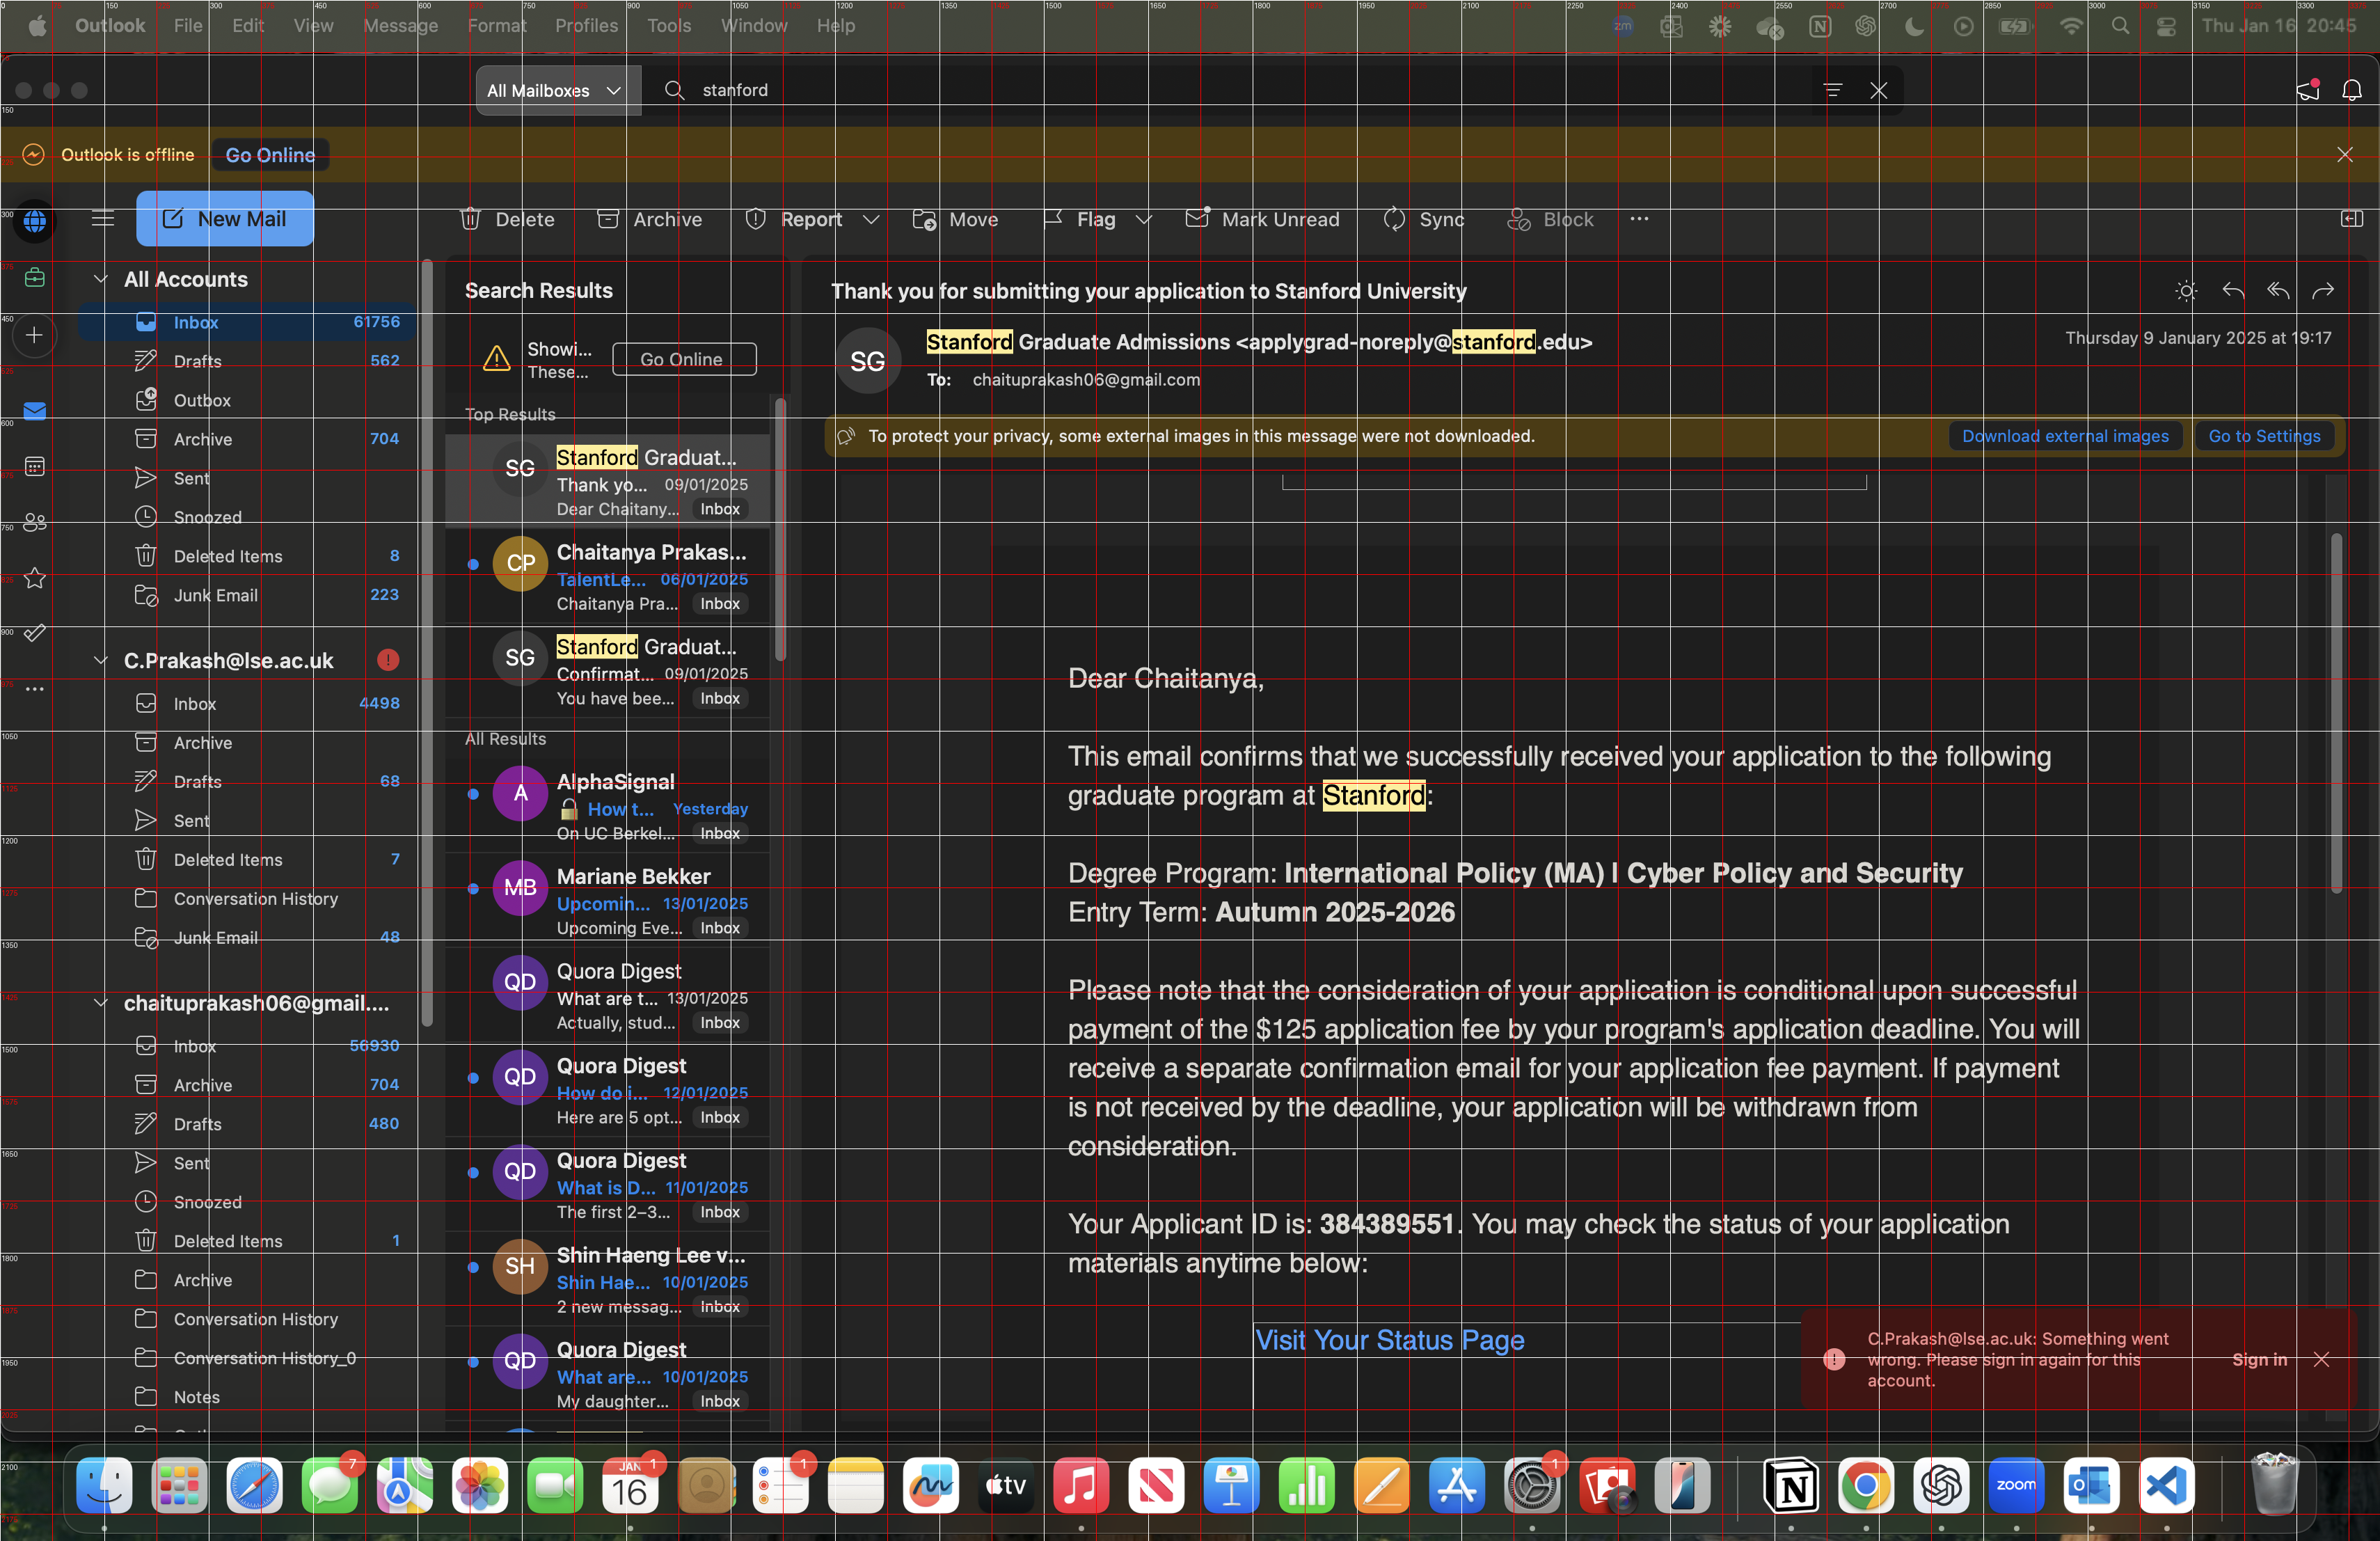 Outlook File Edit View Message Format Profiles Tools Window Help Thu Jan 16 20:45
All Mailboxes stanford
Outlook is offline Go Online
New Mail Delete Archive Report Move Flag Mark Unread Sync Block
All Accounts
Inbox 61756
Drafts 562
Outbox
Archive 704
Sent
Snoozed
Deleted Items 8
Junk Email 223
C.Prakash@lse.ac.uk
Inbox 4498
Archive
Drafts 68
Sent
Deleted Items 7
Conversation History
Junk Email 48
chaituprakash06@gmail....
Inbox 56930
Archive 704
Drafts 480
Sent
Snoozed
Deleted Items 1
Archive
Conversation History
Conversation History_0
Notes
Search Results
Showi...
These...
Go Online
Top Results
SG
Stanford Graduat...
Thank yo... 09/01/2025
Dear Chaitany... Inbox
CP
Chaitanya Prakas...
TalentLe... 06/01/2025
Chaitanya Pra... Inbox
SG
Stanford Graduat...
Confirmat... 09/01/2025
You have bee... Inbox
All Results
A
AlphaSignal
How t... Yesterday
On UC Berkel... Inbox
MB
Mariane Bekker
Upcomin... 13/01/2025
Upcoming Eve... Inbox
QD
Quora Digest
What are t... 13/01/2025
Actually, stud... Inbox
QD
Quora Digest
How do i... 12/01/2025
Here are 5 opt... Inbox
QD
Quora Digest
What is D... 11/01/2025
The first 2–3... Inbox
SH
Shin Haeng Lee v...
Shin Hae... 10/01/2025
2 new messag... Inbox
QD
Quora Digest
What are... 10/01/2025
My daughter... Inbox
Thank you for submitting your application to Stanford University
SG
Stanford Graduate Admissions <applygrad-noreply@stanford.edu>
Thursday 9 January 2025 at 19:17
To: chaituprakash06@gmail.com
To protect your privacy, some external images in this message were not downloaded. Download external images Go to Settings
Dear Chaitanya,
This email confirms that we successfully received your application to the following
graduate program at Stanford:
Degree Program: International Policy (MA) | Cyber Policy and Security
Entry Term: Autumn 2025-2026
Please note that the consideration of your application is conditional upon successful
payment of the $125 application fee by your program's application deadline. You will
receive a separate confirmation email for your application fee payment. If payment
is not received by the deadline, your application will be withdrawn from
consideration.
Your Applicant ID is: 384389551. You may check the status of your application
materials anytime below:
Visit Your Status Page
C.Prakash@lse.ac.uk: Something went
wrong. Please sign in again for this
account.
Sign in
7
JAN
16
1
1
tv
1
zoom